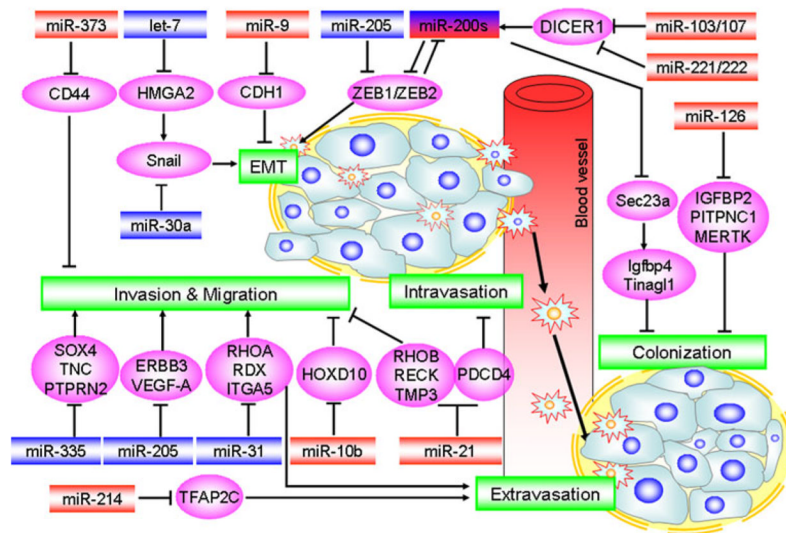 miR-373
let-7
miR-9
miR-205
miR-200s
DICER1
miR-103/107
miR-221/222
CD44
HMGA2
CDH1
ZEB1/ZEB2
miR-126
Snail
EMT
Blood vessel
miR-30a
Sec23a
IGFBP2
PITPNC1
MERTK
Igfbp4
Tinagl1
Invasion & Migration
Intravasation
Colonization
SOX4
TNC
PTPRN2
ERBB3
VEGF-A
RHOA
RDX
ITGA5
HOXD10
RHOB
RECK
TMP3
PDCD4
miR-335
miR-205
miR-31
miR-10b
miR-21
miR-214
TFAP2C
Extravasation